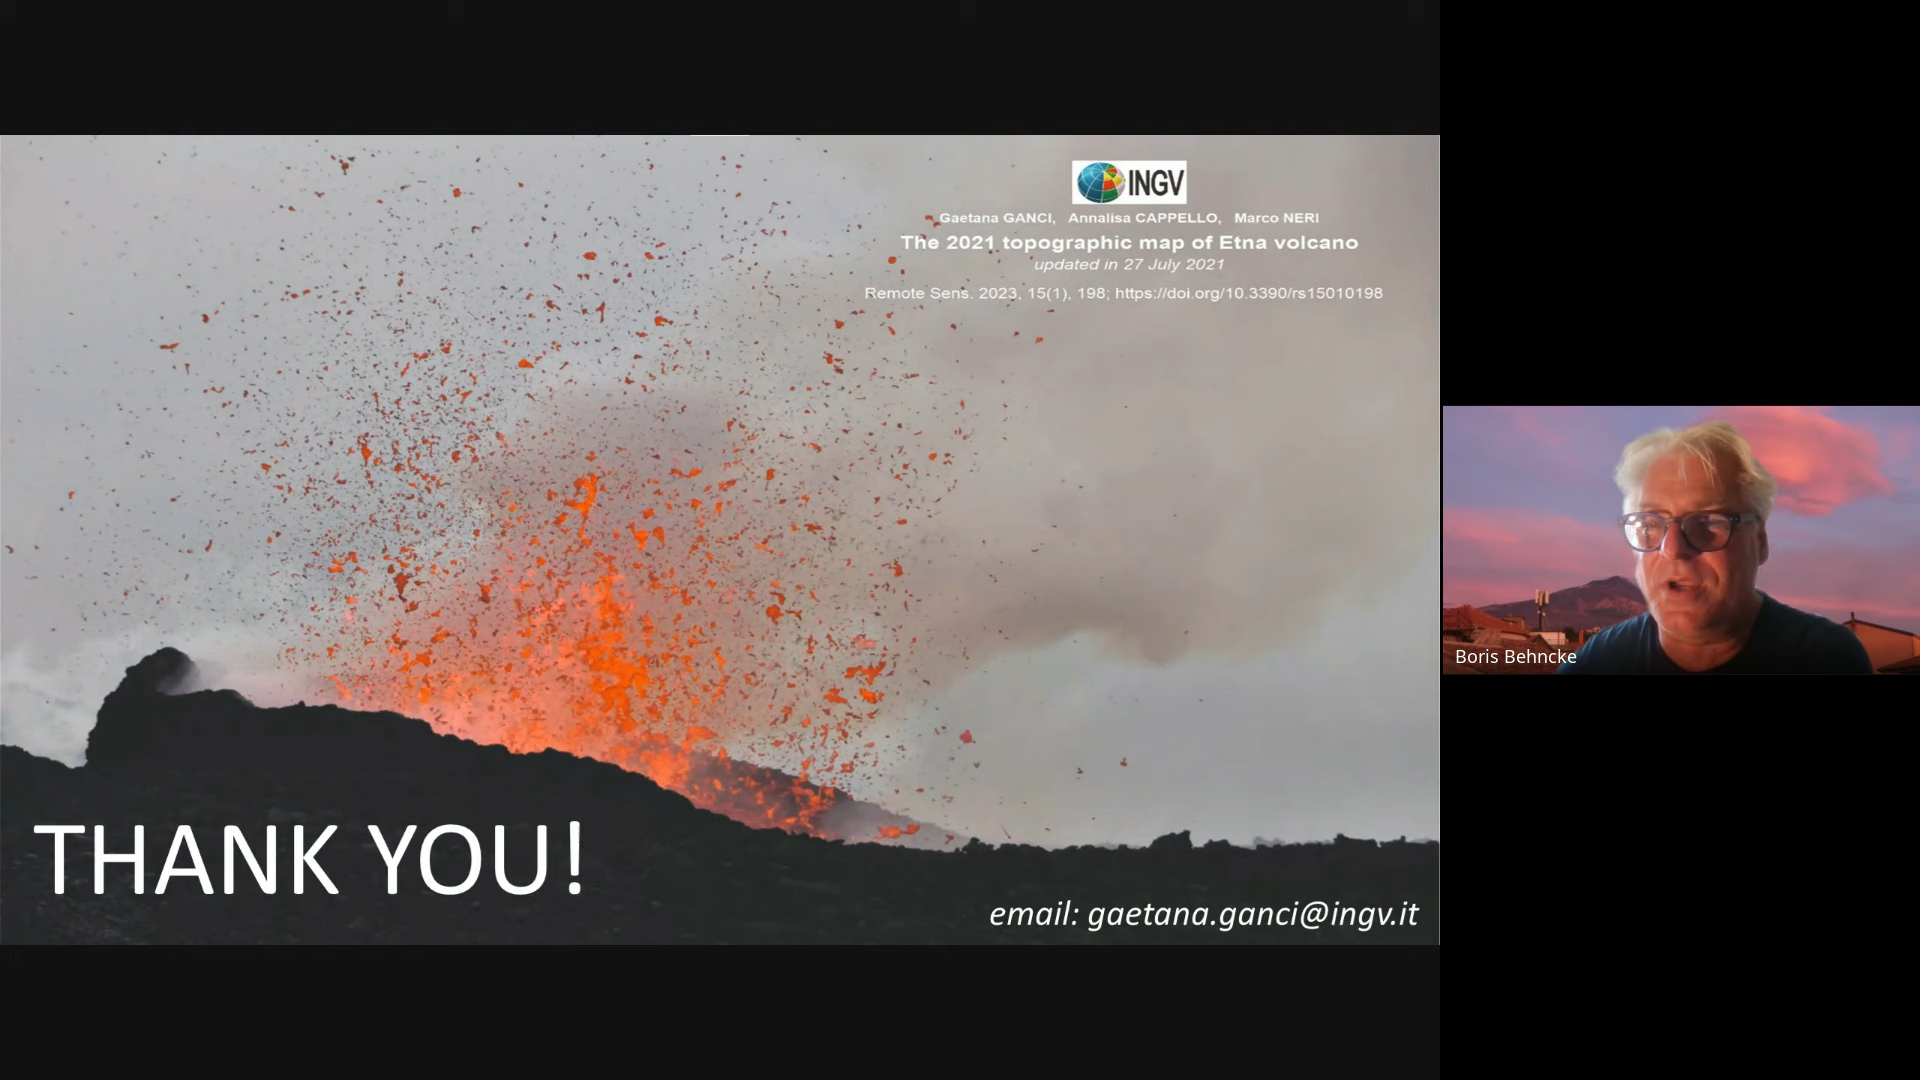 INGV
Gaetana GANCI, Annalisa CAPPELLO, Marco NERI
The 2021 topographic map of Etna volcano
updated in 27 July 2021
Remote Sens. 2023, 15(1), 198; https://doi.org/10.3390/rs15010198
Boris Behncke
THANK YOU!
email: gaetana.ganci@ingv.it